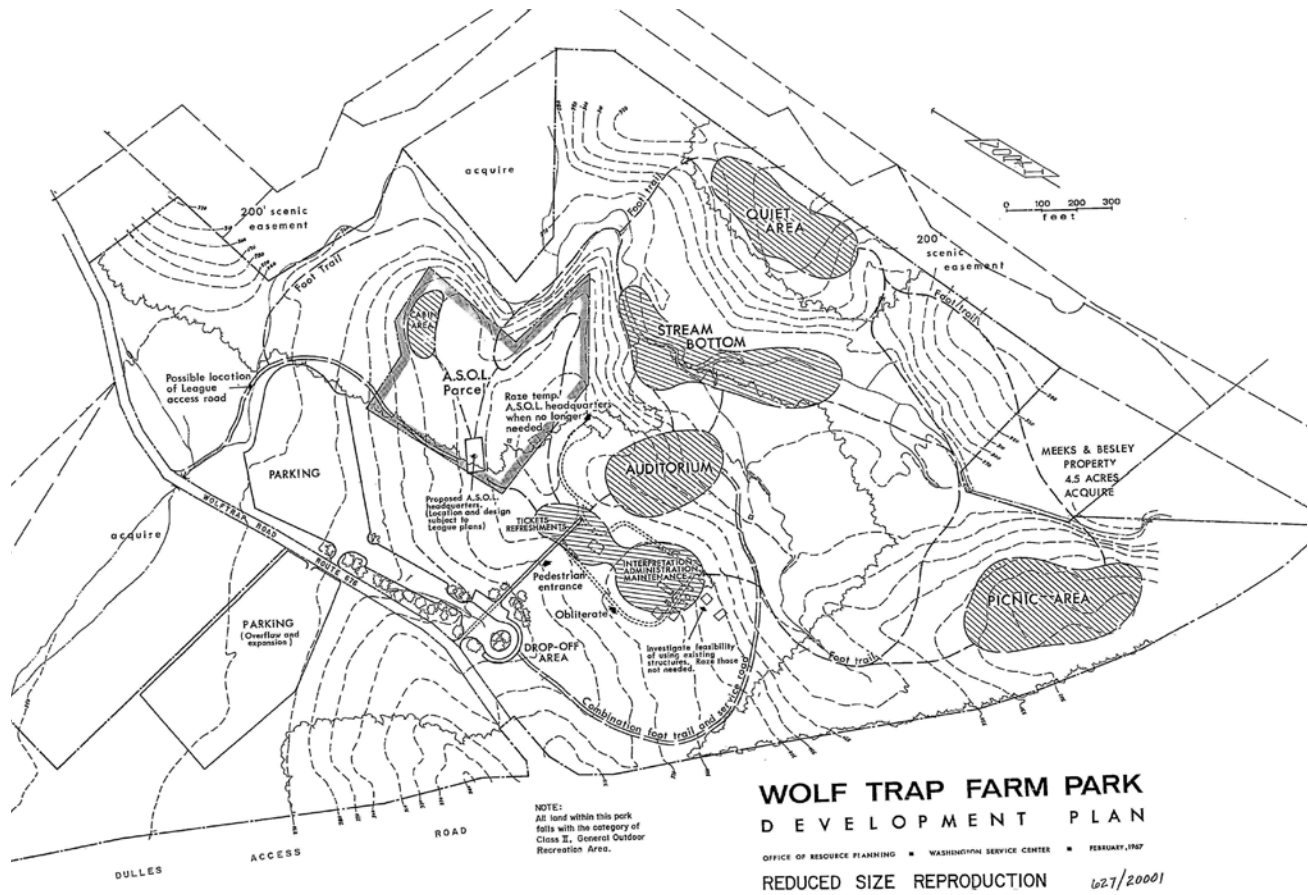 acquire
200' scenic
easement
Foot Trail
Foot trail
QUIET
AREA
NORTH
0 100 200 300
feet
200'
scenic
easement
Foot trail
CABIN
AREA
STREAM
BOTTOM
A.S.O.L.
Parcel
Possible location
of League
access road
Raze temp.
A.S.O.L. headquarters
when no longer
needed
MEEKS & BESLEY
PROPERTY
4.5 ACRES
ACQUIRE
AUDITORIUM
PARKING
Proposed A.S.O.L.
headquarters.
(Location and design
subject to
League plans)
WOLFTRAP ROAD
ROUTE 676
acquire
TICKETS
REFRESHMENTS
INTERPRETATION
ADMINISTRATION
MAINTENANCE
Pedestrian
entrance
Obliterate
PICNIC AREA
PARKING
(Overflow and
expansion)
DROP-OFF
AREA
Investigate feasibility
of using existing
structures. Raze those
not needed.
Foot trail
Combination foot trail and service road
DULLES ACCESS ROAD
NOTE:
All land within this park
falls with the category of
Class II, General Outdoor
Recreation Area.
WOLF TRAP FARM PARK
DEVELOPMENT PLAN
OFFICE OF RESOURCE PLANNING ■ WASHINGTON SERVICE CENTER ■ FEBRUARY, 1967
REDUCED SIZE REPRODUCTION 627/20001